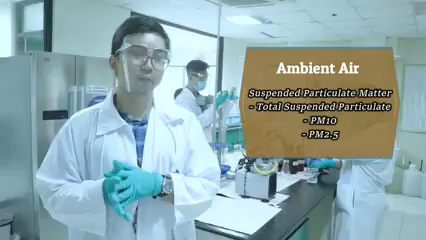 Ambient Air
Suspended Particulate Matter
- Total Suspended Particulate
- PM10
- PM2.5